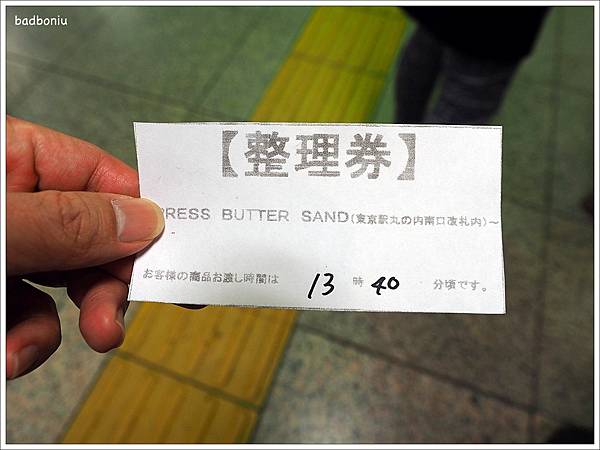 badboniu
【整理券】
PRESS BUTTER SAND(東京駅丸の内南口改札内)~
お客様の商品お渡し時間は 13 時 40 分頃です。